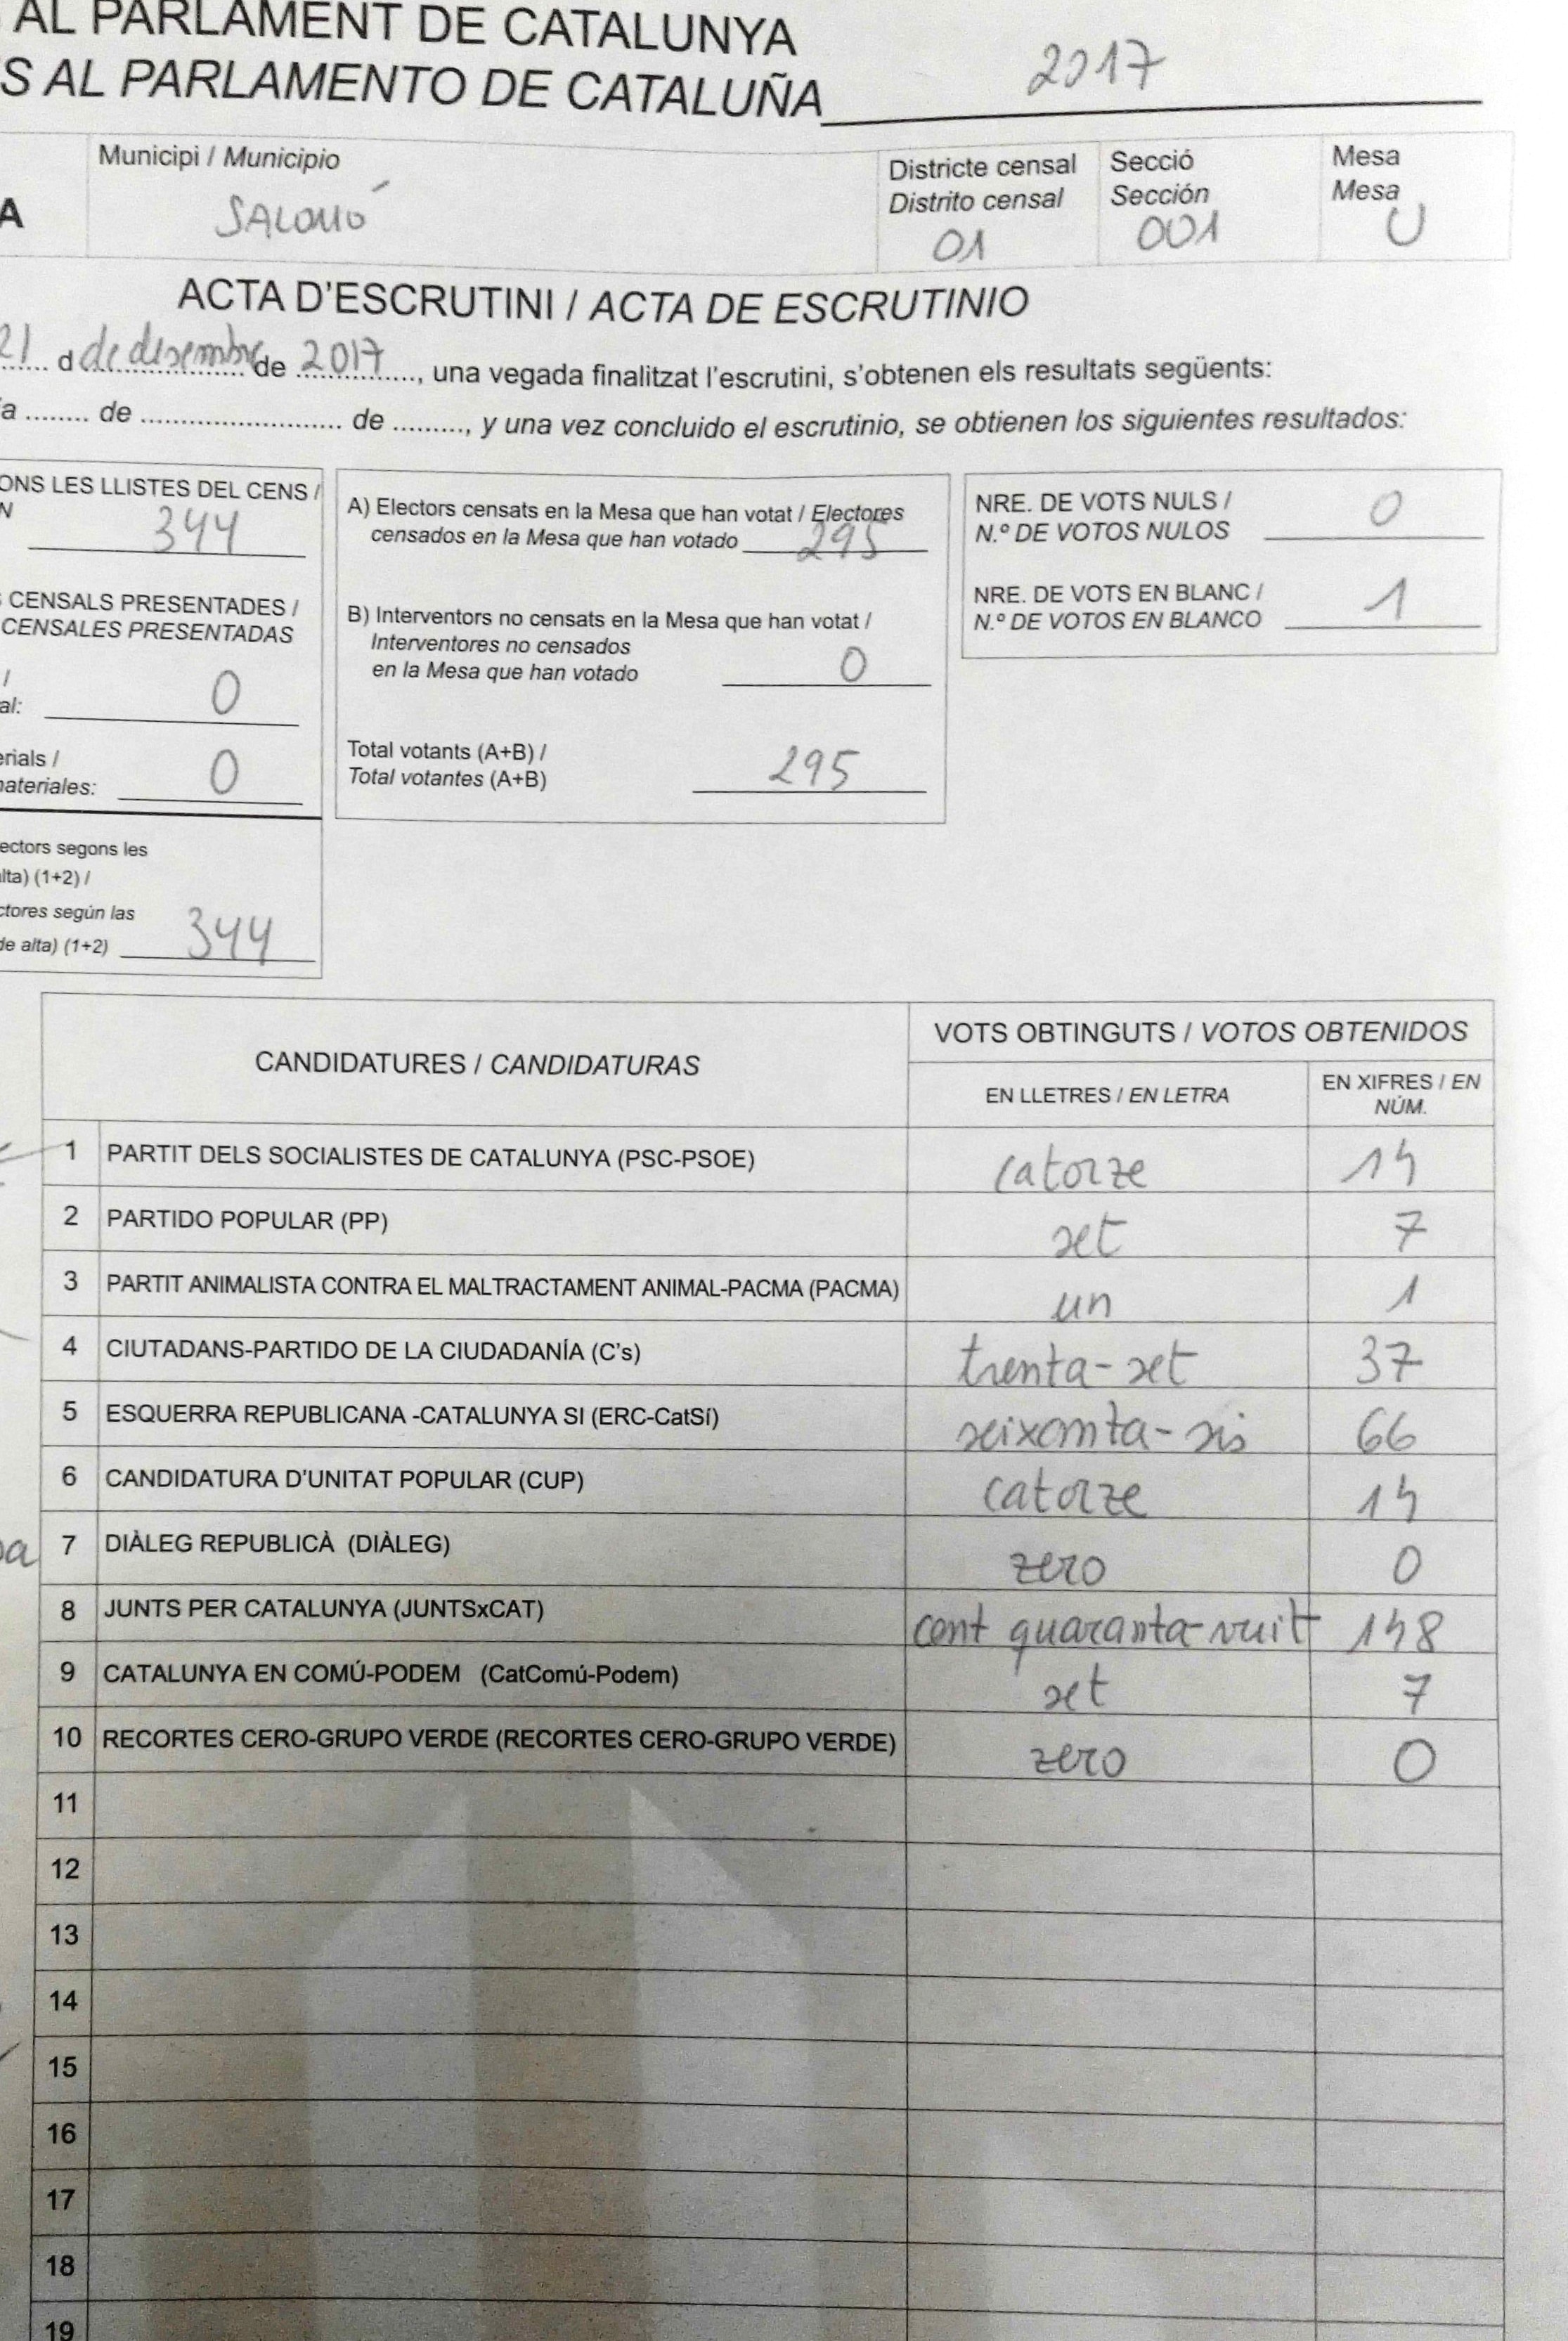 AL PARLAMENT DE CATALUNYA
S AL PARLAMENTO DE CATALUÑA 2017
Municipi / Municipio
SALOMÓ
A
Districte censal
Distrito censal
01
Secció
Sección
001
Mesa
Mesa
U
ACTA D'ESCRUTINI / ACTA DE ESCRUTINIO
21 d de desembre de 2017, una vegada finalitzat l'escrutini, s'obtenen els resultats següents:
a ........ de ........................ de ........., y una vez concluido el escrutinio, se obtienen los siguientes resultados:
ONS LES LLISTES DEL CENS /
N 344
CENSALS PRESENTADES /
CENSALES PRESENTADAS
/
al: 0
erials /
materiales: 0
ectors segons les
alta) (1+2) /
ctores según las
de alta) (1+2) 344
A) Electors censats en la Mesa que han votat / Electores
censados en la Mesa que han votado 295
B) Interventors no censats en la Mesa que han votat /
Interventores no censados
en la Mesa que han votado 0
Total votants (A+B) /
Total votantes (A+B) 295
NRE. DE VOTS NULS /
N.º DE VOTOS NULOS 0
NRE. DE VOTS EN BLANC /
N.º DE VOTOS EN BLANCO 1
CANDIDATURES / CANDIDATURAS
VOTS OBTINGUTS / VOTOS OBTENIDOS
EN LLETRES / EN LETRA
EN XIFRES / EN
NÚM.
1 PARTIT DELS SOCIALISTES DE CATALUNYA (PSC-PSOE) catorze 14
2 PARTIDO POPULAR (PP) set 7
3 PARTIT ANIMALISTA CONTRA EL MALTRACTAMENT ANIMAL-PACMA (PACMA) un 1
4 CIUTADANS-PARTIDO DE LA CIUDADANÍA (C's) trenta-set 37
5 ESQUERRA REPUBLICANA -CATALUNYA SI (ERC-CatSí) seixanta-sis 66
6 CANDIDATURA D'UNITAT POPULAR (CUP) catorze 14
7 DIÀLEG REPUBLICÀ (DIÀLEG) zero 0
8 JUNTS PER CATALUNYA (JUNTSxCAT) cent quaranta-vuit 148
9 CATALUNYA EN COMÚ-PODEM (CatComú-Podem) set 7
10 RECORTES CERO-GRUPO VERDE (RECORTES CERO-GRUPO VERDE) zero 0
11
12
13
14
15
16
17
18
19